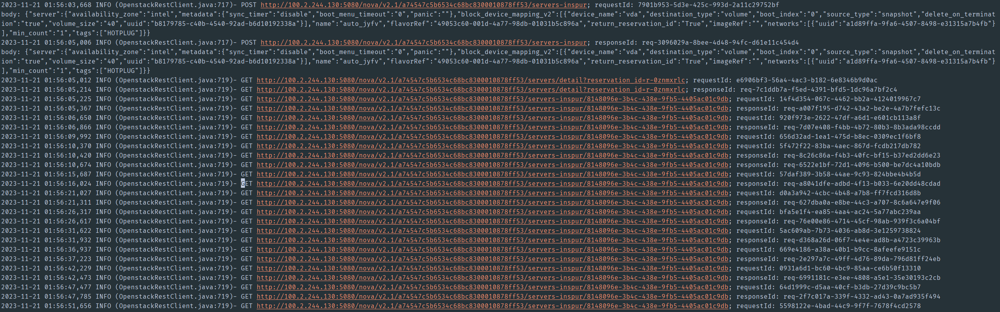 2023-11-21 01:56:03,668 INFO (OpenstackRestClient.java:717)- POST http://100.2.244.130:5080/nova/v2.1/a74547c5b6534c68bc8300010878ff53/servers-inspur; requestId: 7901b953-5d3e-425c-993d-2a11c29752bf
body: {"server":{"availability_zone":"intel","metadata":{"sync_timer":"disable","boot_menu_timeout":"0","panic":""},"block_device_mapping_v2":[{"device_name":"vda","destination_type":"volume","boot_index":"0","source_type":"snapshot","delete_on_terminat
ion":"true","volume_size":"40","uuid":"b8179785-c40b-4540-92ad-b6d10192338a"}],"name":"auto_jyfv","flavorRef":"49053c60-001d-4a77-98db-01031b5c896a","return_reservation_id":"True","imageRef":"","networks":[{"uuid":"a1d89ffa-9fa6-4507-8498-e31315a7b4fb"}
],"min_count":"1","tags":["HOTPLUG"]}}
2023-11-21 01:56:05,006 INFO (OpenstackRestClient.java:717)- POST http://100.2.244.130:5080/nova/v2.1/a74547c5b6534c68bc8300010878ff53/servers-inspur; responseId: req-3096029a-8bee-4d48-94fc-d61e11c454d4
body: {"server":{"availability_zone":"intel","metadata":{"sync_timer":"disable","boot_menu_timeout":"0","panic":""},"block_device_mapping_v2":[{"device_name":"vda","destination_type":"volume","boot_index":"0","source_type":"snapshot","delete_on_terminat
ion":"true","volume_size":"40","uuid":"b8179785-c40b-4540-92ad-b6d10192338a"}],"name":"auto_jyfv","flavorRef":"49053c60-001d-4a77-98db-01031b5c896a","return_reservation_id":"True","imageRef":"","networks":[{"uuid":"a1d89ffa-9fa6-4507-8498-e31315a7b4fb"}
],"min_count":"1","tags":["HOTPLUG"]}}
2023-11-21 01:56:05,012 INFO (OpenstackRestClient.java:719)- GET http://100.2.244.130:5080/nova/v2.1/a74547c5b6534c68bc8300010878ff53/servers/detail?reservation_id=r-0znmxrlc; requestId: e6906bf3-56a4-4ac3-b182-6e8346b9d0ac
2023-11-21 01:56:05,214 INFO (OpenstackRestClient.java:719)- GET http://100.2.244.130:5080/nova/v2.1/a74547c5b6534c68bc8300010878ff53/servers/detail?reservation_id=r-0znmxrlc; responseId: req-7c1ddb7a-f5ed-4391-bfd5-1dc96a7bf2c4
2023-11-21 01:56:05,225 INFO (OpenstackRestClient.java:719)- GET http://100.2.244.130:5080/nova/v2.1/a74547c5b6534c68bc8300010878ff53/servers-inspur/8148096e-3b4c-438e-9fb5-4405ac01c9db; requestId: 14f4d354-067c-4462-bb2a-4124019967c7
2023-11-21 01:56:05,367 INFO (OpenstackRestClient.java:719)- GET http://100.2.244.130:5080/nova/v2.1/a74547c5b6534c68bc8300010878ff53/servers-inspur/8148096e-3b4c-438e-9fb5-4405ac01c9db; responseId: req-a007f195-d742-43a2-be2e-4a7b7fefc13c
2023-11-21 01:56:06,650 INFO (OpenstackRestClient.java:719)- GET http://100.2.244.130:5080/nova/v2.1/a74547c5b6534c68bc8300010878ff53/servers-inspur/8148096e-3b4c-438e-9fb5-4405ac01c9db; requestId: 920f973e-2622-47df-a6d1-e601cb113a8f
2023-11-21 01:56:06,866 INFO (OpenstackRestClient.java:719)- GET http://100.2.244.130:5080/nova/v2.1/a74547c5b6534c68bc8300010878ff53/servers-inspur/8148096e-3b4c-438e-9fb5-4405ac01c9db; responseId: req-7d07e408-f4bb-4b72-80b3-8b3ada98ccdd
2023-11-21 01:56:09,992 INFO (OpenstackRestClient.java:719)- GET http://100.2.244.130:5080/nova/v2.1/a74547c5b6534c68bc8300010878ff53/servers-inspur/8148096e-3b4c-438e-9fb5-4405ac01c9db; requestId: 656d32ad-1ea1-475d-b8ec-0309ec1f6bf8
2023-11-21 01:56:10,370 INFO (OpenstackRestClient.java:719)- GET http://100.2.244.130:5080/nova/v2.1/a74547c5b6534c68bc8300010878ff53/servers-inspur/8148096e-3b4c-438e-9fb5-4405ac01c9db; requestId: 5f472f22-83ba-4aec-867d-fcdb217db782
2023-11-21 01:56:10,420 INFO (OpenstackRestClient.java:719)- GET http://100.2.244.130:5080/nova/v2.1/a74547c5b6534c68bc8300010878ff53/servers-inspur/8148096e-3b4c-438e-9fb5-4405ac01c9db; responseId: req-8c26c86a-f4b3-40fc-bf15-b37ed2dd6e23
2023-11-21 01:56:10,674 INFO (OpenstackRestClient.java:719)- GET http://100.2.244.130:5080/nova/v2.1/a74547c5b6534c68bc8300010878ff53/servers-inspur/8148096e-3b4c-438e-9fb5-4405ac01c9db; responseId: req-6522e1bf-72d1-4096-b500-be7dc4a10bdb
2023-11-21 01:56:15,687 INFO (OpenstackRestClient.java:719)- GET http://100.2.244.130:5080/nova/v2.1/a74547c5b6534c68bc8300010878ff53/servers-inspur/8148096e-3b4c-438e-9fb5-4405ac01c9db; requestId: 57daf389-3b58-44ae-9c93-824bbe4b4b5d
2023-11-21 01:56:16,024 INFO (OpenstackRestClient.java:719)- GET http://100.2.244.130:5080/nova/v2.1/a74547c5b6534c68bc8300010878ff53/servers-inspur/8148096e-3b4c-438e-9fb5-4405ac01c9db; responseId: req-a8041dfe-adbd-4f13-b033-6e20dd48cdad
2023-11-21 01:56:21,027 INFO (OpenstackRestClient.java:719)- GET http://100.2.244.130:5080/nova/v2.1/a74547c5b6534c68bc8300010878ff53/servers-inspur/8148096e-3b4c-438e-9fb5-4405ac01c9db; requestId: d0a3a942-4cbc-4b48-a7b8-ff7fcd316d8b
2023-11-21 01:56:21,311 INFO (OpenstackRestClient.java:719)- GET http://100.2.244.130:5080/nova/v2.1/a74547c5b6534c68bc8300010878ff53/servers-inspur/8148096e-3b4c-438e-9fb5-4405ac01c9db; responseId: req-627dba0a-e8be-44c3-a707-8c6a647e9f06
2023-11-21 01:56:26,317 INFO (OpenstackRestClient.java:719)- GET http://100.2.244.130:5080/nova/v2.1/a74547c5b6534c68bc8300010878ff53/servers-inspur/8148096e-3b4c-438e-9fb5-4405ac01c9db; requestId: bfa5e1f4-ea85-4aa4-ac24-5a77abc239aa
2023-11-21 01:56:26,617 INFO (OpenstackRestClient.java:719)- GET http://100.2.244.130:5080/nova/v2.1/a74547c5b6534c68bc8300010878ff53/servers-inspur/8148096e-3b4c-438e-9fb5-4405ac01c9db; responseId: req-76e00e86-4714-45cf-98ab-939f3c6a04bf
2023-11-21 01:56:31,622 INFO (OpenstackRestClient.java:719)- GET http://100.2.244.130:5080/nova/v2.1/a74547c5b6534c68bc8300010878ff53/servers-inspur/8148096e-3b4c-438e-9fb5-4405ac01c9db; requestId: 5ac609ab-7b73-4036-ab8d-3e1259738824
2023-11-21 01:56:31,932 INFO (OpenstackRestClient.java:719)- GET http://100.2.244.130:5080/nova/v2.1/a74547c5b6534c68bc8300010878ff53/servers-inspur/8148096e-3b4c-438e-9fb5-4405ac01c9db; responseId: req-d368a26d-06f7-4e4e-ad8b-a4723c39963b
2023-11-21 01:56:36,937 INFO (OpenstackRestClient.java:719)- GET http://100.2.244.130:5080/nova/v2.1/a74547c5b6534c68bc8300010878ff53/servers-inspur/8148096e-3b4c-438e-9fb5-4405ac01c9db; requestId: 669e4186-a38a-40b1-b9cc-8afeefe9151c
2023-11-21 01:56:37,223 INFO (OpenstackRestClient.java:719)- GET http://100.2.244.130:5080/nova/v2.1/a74547c5b6534c68bc8300010878ff53/servers-inspur/8148096e-3b4c-438e-9fb5-4405ac01c9db; responseId: req-2e297a7c-49ff-4d76-89da-796d81ff24eb
2023-11-21 01:56:42,229 INFO (OpenstackRestClient.java:719)- GET http://100.2.244.130:5080/nova/v2.1/a74547c5b6534c68bc8300010878ff53/servers-inspur/8148096e-3b4c-438e-9fb5-4405ac01c9db; requestId: 0931a6d1-bc60-4bc9-85aa-ce6b50f13310
2023-11-21 01:56:42,473 INFO (OpenstackRestClient.java:719)- GET http://100.2.244.130:5080/nova/v2.1/a74547c5b6534c68bc8300010878ff53/servers-inspur/8148096e-3b4c-438e-9fb5-4405ac01c9db; responseId: req-6991181c-e3ee-4808-a5e1-35e30193c2cb
2023-11-21 01:56:47,477 INFO (OpenstackRestClient.java:719)- GET http://100.2.244.130:5080/nova/v2.1/a74547c5b6534c68bc8300010878ff53/servers-inspur/8148096e-3b4c-438e-9fb5-4405ac01c9db; requestId: 64d1999c-d5aa-40cf-b3db-27d39c9bc5b7
2023-11-21 01:56:47,785 INFO (OpenstackRestClient.java:719)- GET http://100.2.244.130:5080/nova/v2.1/a74547c5b6534c68bc8300010878ff53/servers-inspur/8148096e-3b4c-438e-9fb5-4405ac01c9db; responseId: req-2f7c017a-339f-4332-ad43-0a7ad935f494
2023-11-21 01:56:51,656 INFO (OpenstackRestClient.java:719)- GET http://100.2.244.130:5080/nova/v2.1/a74547c5b6534c68bc8300010878ff53/servers-inspur/8148096e-3b4c-438e-9fb5-4405ac01c9db; requestId: 5598122e-4bad-44c9-9f7f-7678f4cd2578